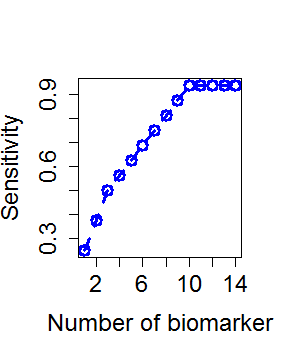 Sensitivity
0.9
0.6
0.3
2 6 10 14
Number of biomarker